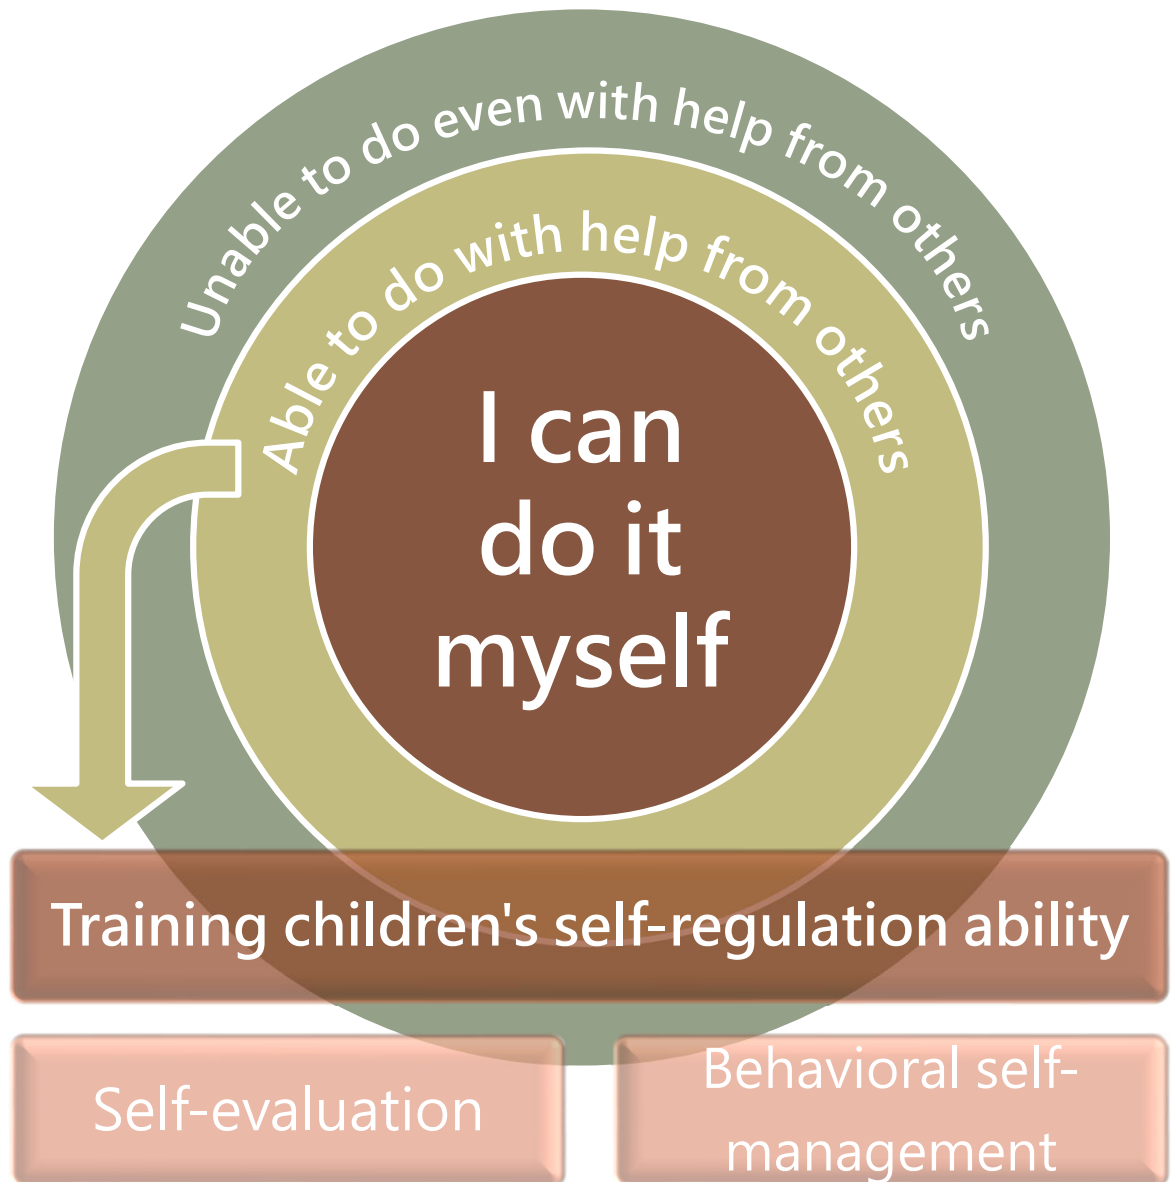 Unable to do even with help from others
Able to do with help from others
I can
do it
myself
Training children's self-regulation ability
Self-evaluation
Behavioral self-
management